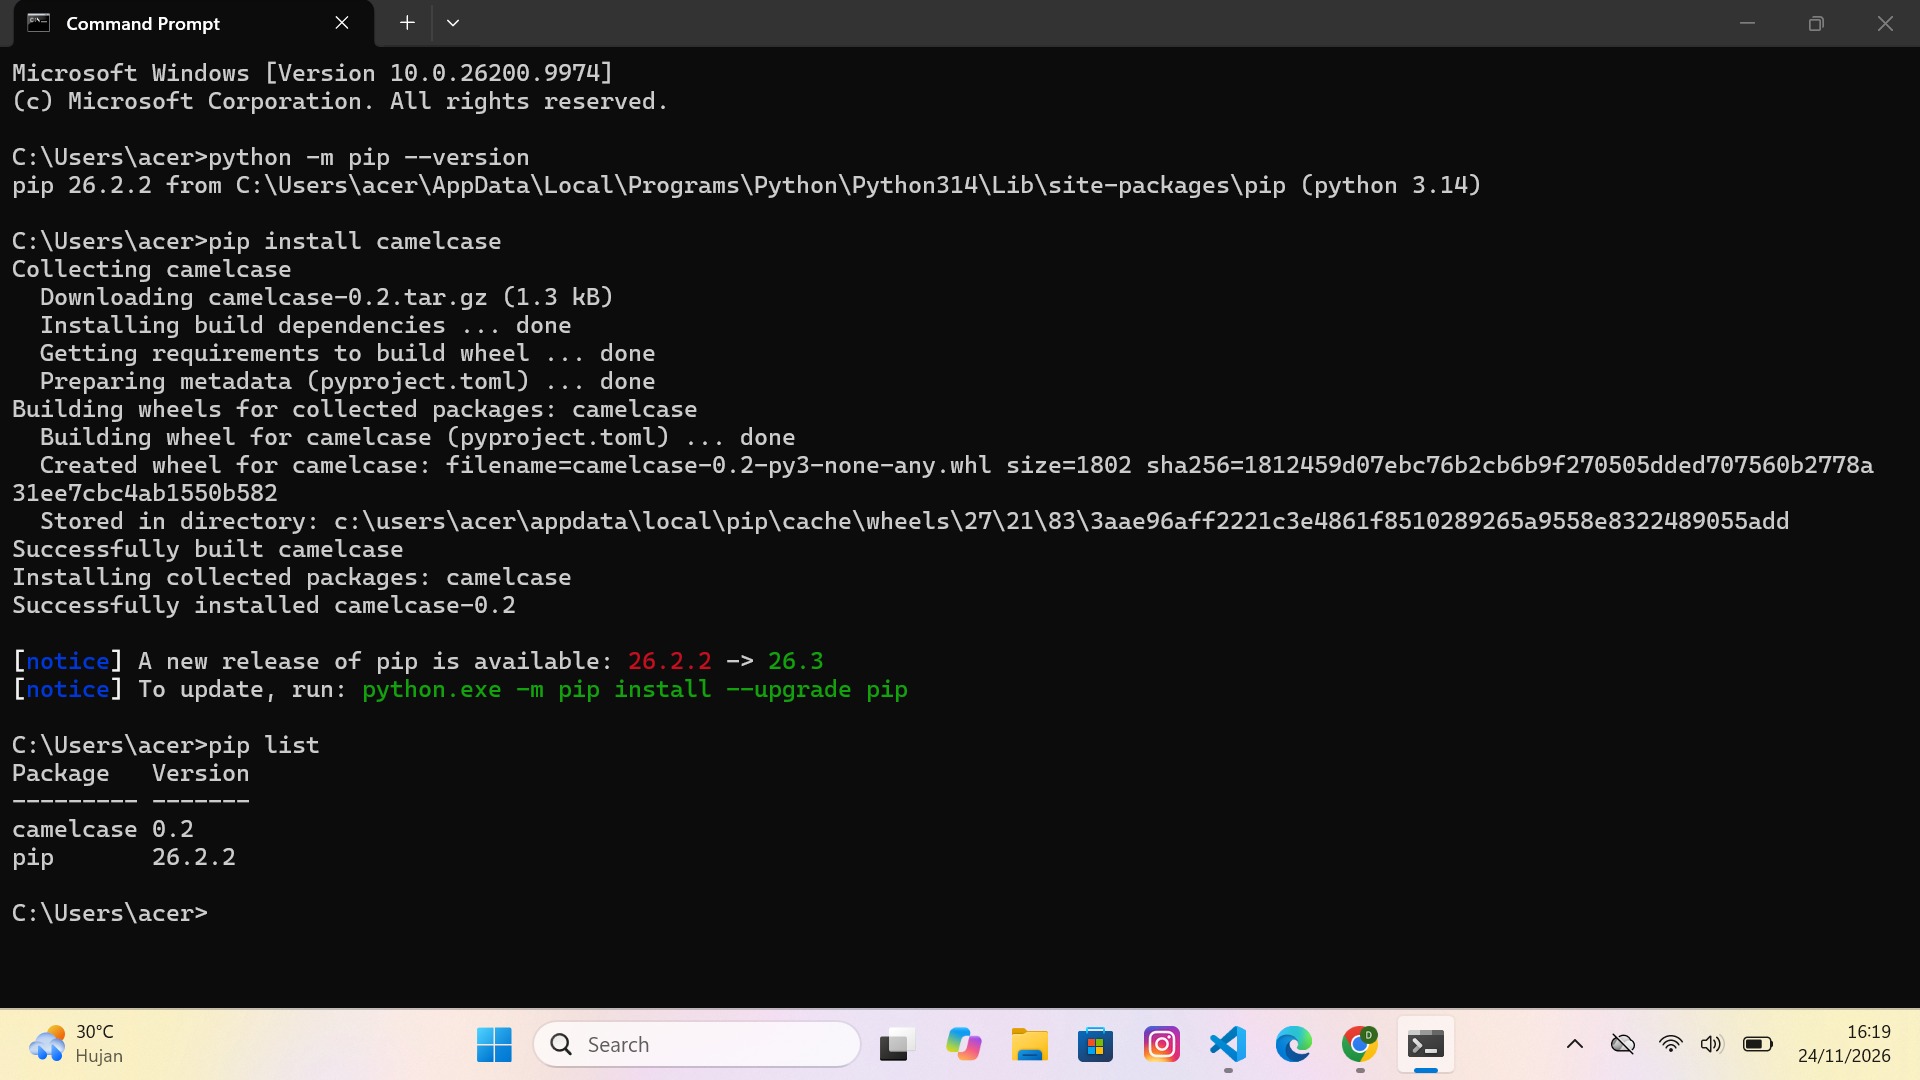 Command Prompt
Microsoft Windows [Version 10.0.26200.9974]
(c) Microsoft Corporation. All rights reserved.
C:\Users\acer>python -m pip --version
pip 26.2.2 from C:\Users\acer\AppData\Local\Programs\Python\Python314\Lib\site-packages\pip (python 3.14)
C:\Users\acer>pip install camelcase
Collecting camelcase
  Downloading camelcase-0.2.tar.gz (1.3 kB)
  Installing build dependencies ... done
  Getting requirements to build wheel ... done
  Preparing metadata (pyproject.toml) ... done
Building wheels for collected packages: camelcase
  Building wheel for camelcase (pyproject.toml) ... done
  Created wheel for camelcase: filename=camelcase-0.2-py3-none-any.whl size=1802 sha256=1812459d07ebc76b2cb6b9f270505dded707560b2778a
31ee7cbc4ab1550b582
  Stored in directory: c:\users\acer\appdata\local\pip\cache\wheels\27\21\83\3aae96aff2221c3e4861f8510289265a9558e8322489055add
Successfully built camelcase
Installing collected packages: camelcase
Successfully installed camelcase-0.2
[notice] A new release of pip is available: 26.2.2 -> 26.3
[notice] To update, run: python.exe -m pip install --upgrade pip
C:\Users\acer>pip list
Package   Version
--------- -------
camelcase 0.2
pip       26.2.2
C:\Users\acer>
30°C
Hujan
Search
D
16:19
24/11/2026